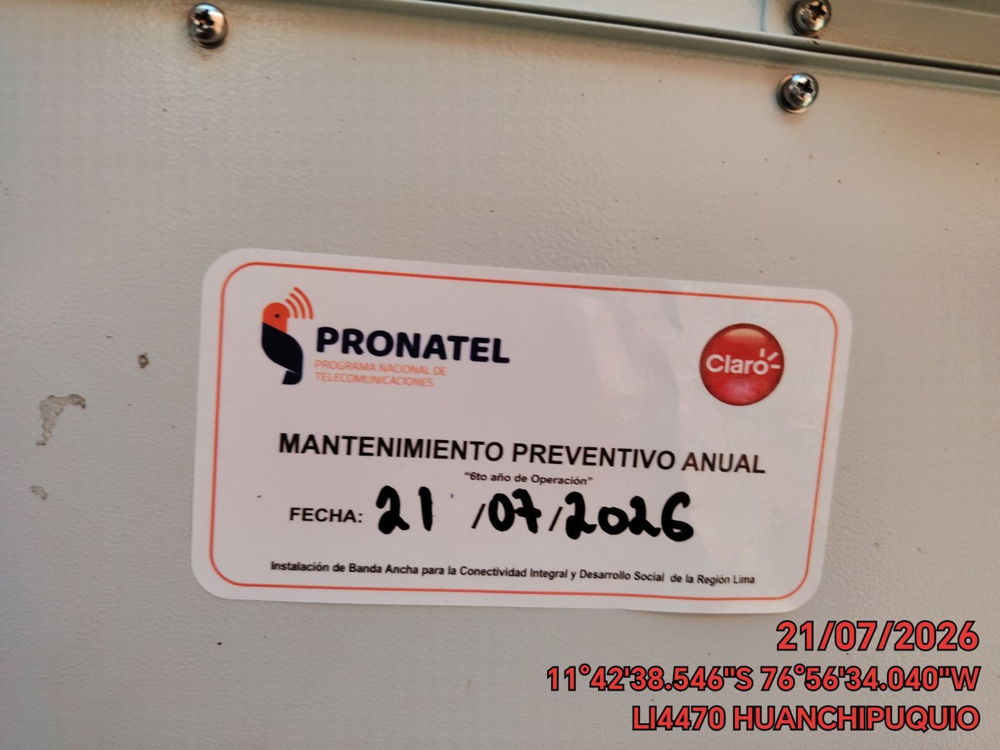 PRONATEL
PROGRAMA NACIONAL DE
TELECOMUNICACIONES
Claro
MANTENIMIENTO PREVENTIVO ANUAL
"6to año de Operación"
FECHA: 21 /07/2026
Instalación de Banda Ancha para la Conectividad Integral y Desarrollo Social de la Región Lima
21/07/2026
11°42'38.546"S 76°56'34.040"W
LI4470 HUANCHIPUQUIO